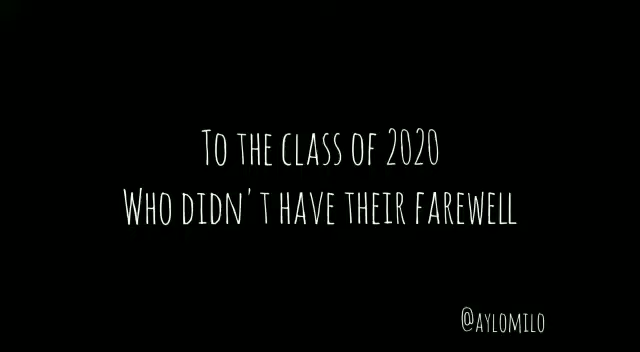 To the class of 2020
Who didn't have their farewell
@aylomilo